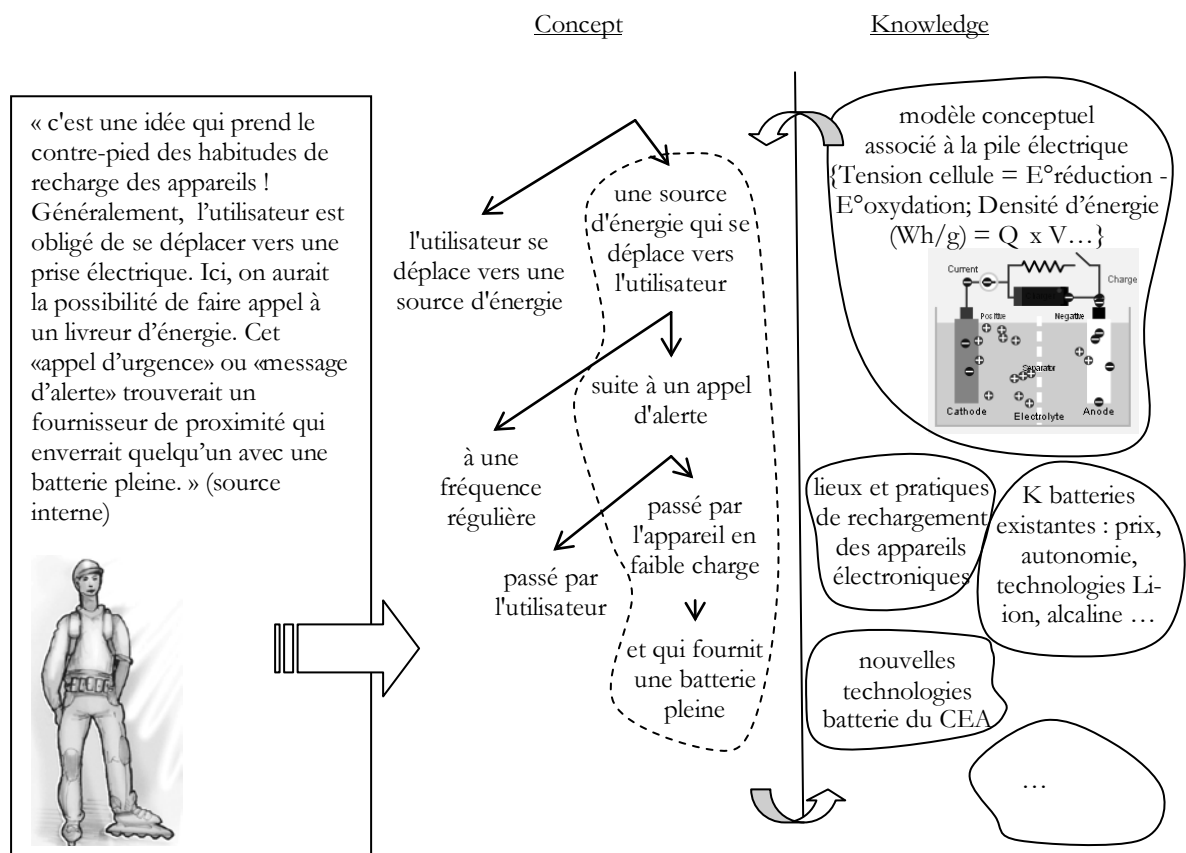 Concept
Knowledge
« c'est une idée qui prend le
contre-pied des habitudes de
recharge des appareils !
Généralement, l'utilisateur est
obligé de se déplacer vers une
prise électrique. Ici, on aurait
la possibilité de faire appel à
un livreur d'énergie. Cet
«appel d'urgence» ou «message
d'alerte» trouverait un
fournisseur de proximité qui
enverrait quelqu'un avec une
batterie pleine. » (source
interne)
une source
d'énergie qui se
déplace vers
l'utilisateur
l'utilisateur se
déplace vers une
source d'énergie
suite à un appel
d'alerte
à une
fréquence
régulière
passé par
l'appareil en
faible charge
passé par
l'utilisateur
et qui fournit
une batterie
pleine
modèle conceptuel
associé à la pile électrique
{Tension cellule = E°réduction -
E°oxydation; Densité d'énergie
(Wh/g) = Q x V…}
Current
Charge
Positive
Negative
Separator
Cathode
Electrolyte
Anode
lieux et pratiques
de rechargement
des appareils
électroniques
K batteries
existantes : prix,
autonomie,
technologies Li-
ion, alcaline …
nouvelles
technologies
batterie du CEA
…